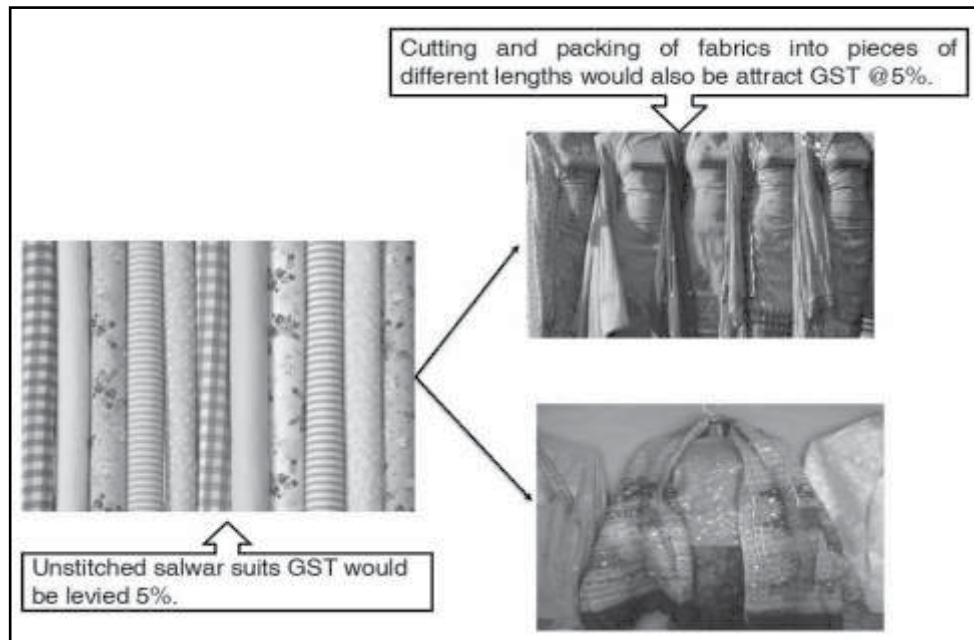 Cutting and packing of fabrics into pieces of
different lengths would also be attract GST @5%.
Unstitched salwar suits GST would
be levied 5%.